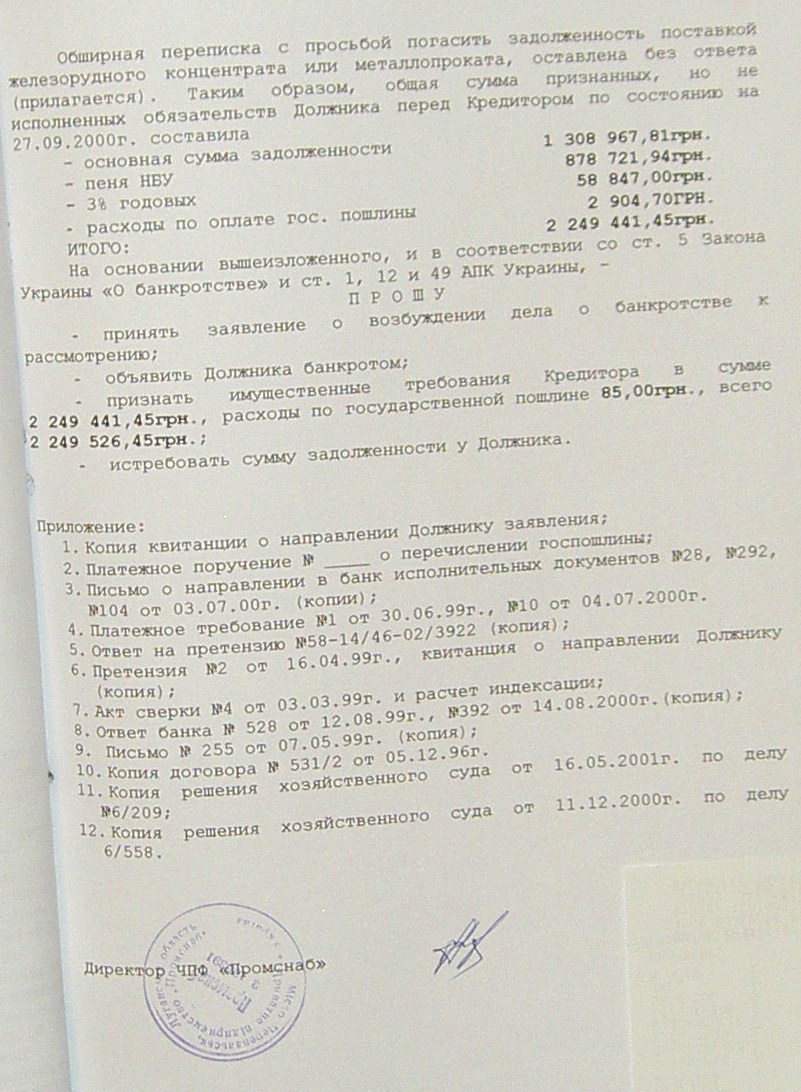 Обширная переписка с просьбой погасить задолженность поставкой
железорудного концентрата или металлопроката, оставлена без ответа
(прилагается). Таким образом, общая сумма признанных, но не
исполненных обязательств Должника перед Кредитором по состоянию на
27.09.2000г. составила
- основная сумма задолженности 1 308 967,81грн.
- пеня НБУ 878 721,94грн.
- 3% годовых 58 847,00грн.
- расходы по оплате гос. пошлины 2 904,70ГРН.
ИТОГО: 2 249 441,45грн.
На основании вышеизложенного, и в соответствии со ст. 5 Закона
Украины «О банкротстве» и ст. 1, 12 и 49 АПК Украины, –
П Р О Ш У
- принять заявление о возбуждении дела о банкротстве к
рассмотрению;
- объявить Должника банкротом;
- признать имущественные требования Кредитора в сумме
2 249 441,45грн., расходы по государственной пошлине 85,00грн., всего
2 249 526,45грн.;
- истребовать сумму задолженности у Должника.
Приложение:
1. Копия квитанции о направлении Должнику заявления;
2. Платежное поручение № ____ о перечислении госпошлины;
3. Письмо о направлении в банк исполнительных документов №28, №292,
№104 от 03.07.00г. (копии);
4. Платежное требование №1 от 30.06.99г., №10 от 04.07.2000г.
5. Ответ на претензию №58-14/46-02/3922 (копия);
6. Претензия №2 от 16.04.99г., квитанция о направлении Должнику
(копия);
7. Акт сверки №4 от 03.03.99г. и расчет индексации;
8. Ответ банка № 528 от 12.08.99г., №392 от 14.08.2000г.(копия);
9. Письмо № 255 от 07.05.99г. (копия);
10. Копия договора № 531/2 от 05.12.96г.
11. Копия решения хозяйственного суда от 16.05.2001г. по делу
№6/209;
12. Копия решения хозяйственного суда от 11.12.2000г. по делу
6/558.
Директор ЧПФ «Промснаб»